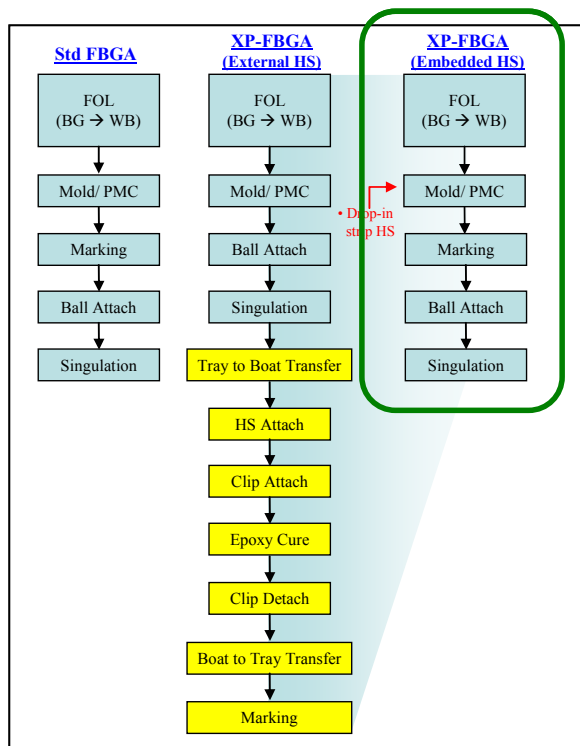 Std FBGA
FOL
(BG → WB)
Mold/ PMC
Marking
Ball Attach
Singulation
XP-FBGA
(External HS)
FOL
(BG → WB)
Mold/ PMC
Ball Attach
Singulation
Tray to Boat Transfer
HS Attach
Clip Attach
Epoxy Cure
Clip Detach
Boat to Tray Transfer
Marking
XP-FBGA
(Embedded HS)
FOL
(BG → WB)
• Drop-in
strip HS
Mold/ PMC
Marking
Ball Attach
Singulation